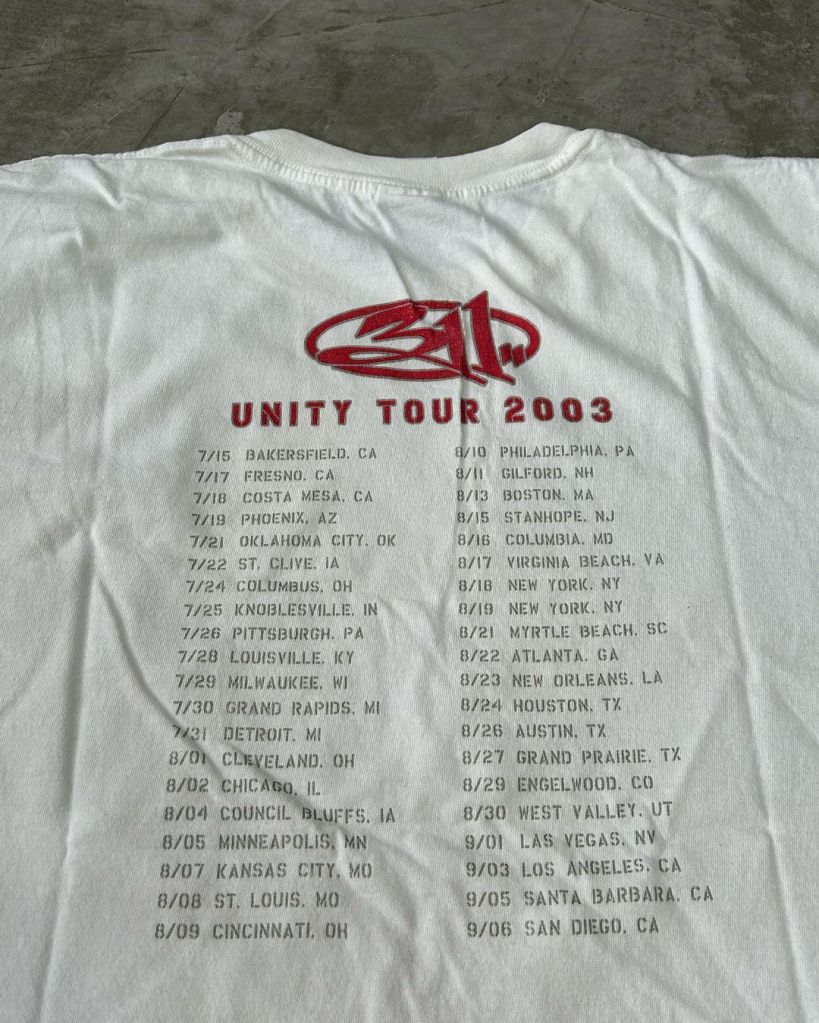 311
UNITY TOUR 2003
7/15 BAKERSFIELD, CA
7/17 FRESNO, CA
7/18 COSTA MESA, CA
7/19 PHOENIX, AZ
7/21 OKLAHOMA CITY, OK
7/22 ST. CLIVE, IA
7/24 COLUMBUS, OH
7/25 KNOBLESVILLE, IN
7/26 PITTSBURGH, PA
7/28 LOUISVILLE, KY
7/29 MILWAUKEE, WI
7/30 GRAND RAPIDS, MI
7/31 DETROIT, MI
8/01 CLEVELAND, OH
8/02 CHICAGO, IL
8/04 COUNCIL BLUFFS, IA
8/05 MINNEAPOLIS, MN
8/07 KANSAS CITY, MO
8/08 ST. LOUIS, MO
8/09 CINCINNATI, OH
8/10 PHILADELPHIA, PA
8/11 GILFORD, NH
8/13 BOSTON, MA
8/15 STANHOPE, NJ
8/16 COLUMBIA, MD
8/17 VIRGINIA BEACH, VA
8/18 NEW YORK, NY
8/19 NEW YORK, NY
8/21 MYRTLE BEACH, SC
8/22 ATLANTA, GA
8/23 NEW ORLEANS, LA
8/24 HOUSTON, TX
8/26 AUSTIN, TX
8/27 GRAND PRAIRIE, TX
8/29 ENGELWOOD, CO
8/30 WEST VALLEY, UT
9/01 LAS VEGAS, NV
9/03 LOS ANGELES, CA
9/05 SANTA BARBARA, CA
9/06 SAN DIEGO, CA